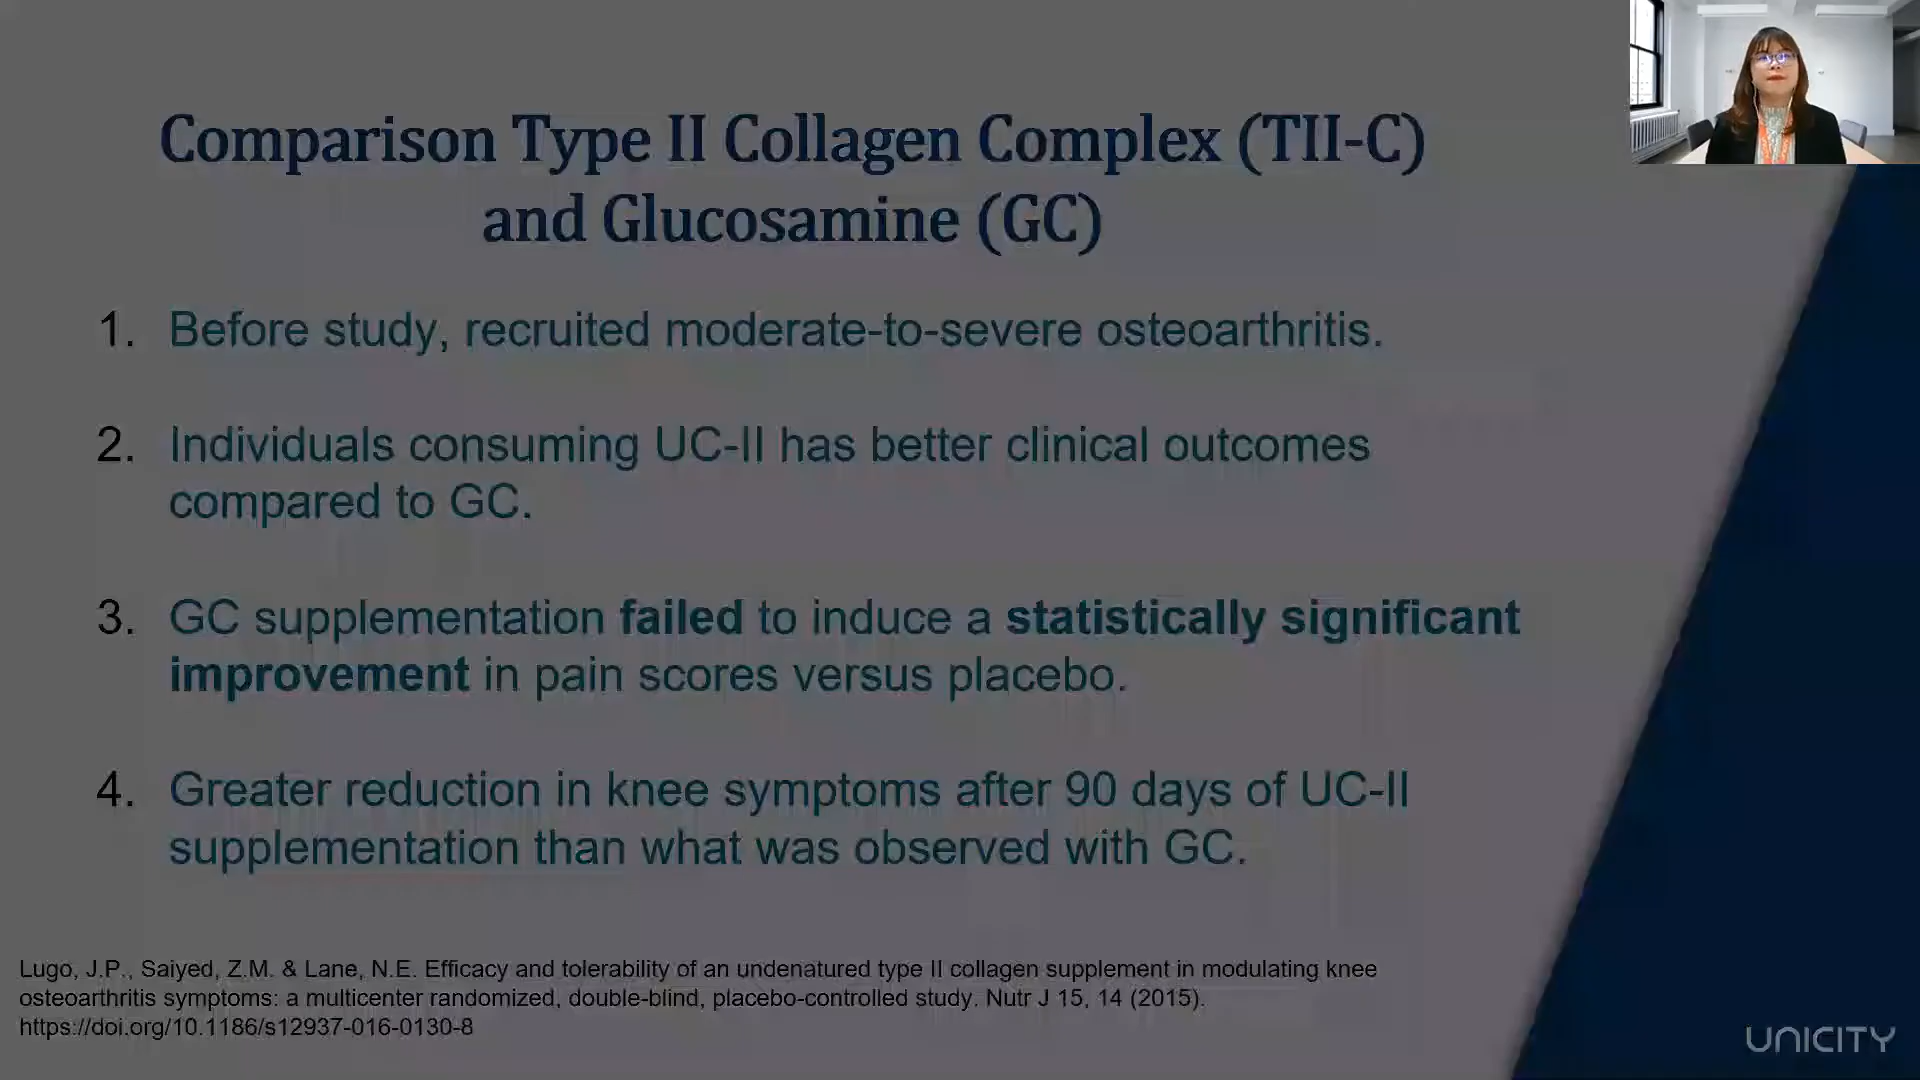 Comparison Type II Collagen Complex (TII-C)
and Glucosamine (GC)
1. Before study, recruited moderate-to-severe osteoarthritis.
2. Individuals consuming UC-II has better clinical outcomes
compared to GC.
3. GC supplementation failed to induce a statistically significant
improvement in pain scores versus placebo.
4. Greater reduction in knee symptoms after 90 days of UC-II
supplementation than what was observed with GC.
Lugo, J.P., Saiyed, Z.M. & Lane, N.E. Efficacy and tolerability of an undenatured type II collagen supplement in modulating knee
osteoarthritis symptoms: a multicenter randomized, double-blind, placebo-controlled study. Nutr J 15, 14 (2015).
https://doi.org/10.1186/s12937-016-0130-8
UNICITY